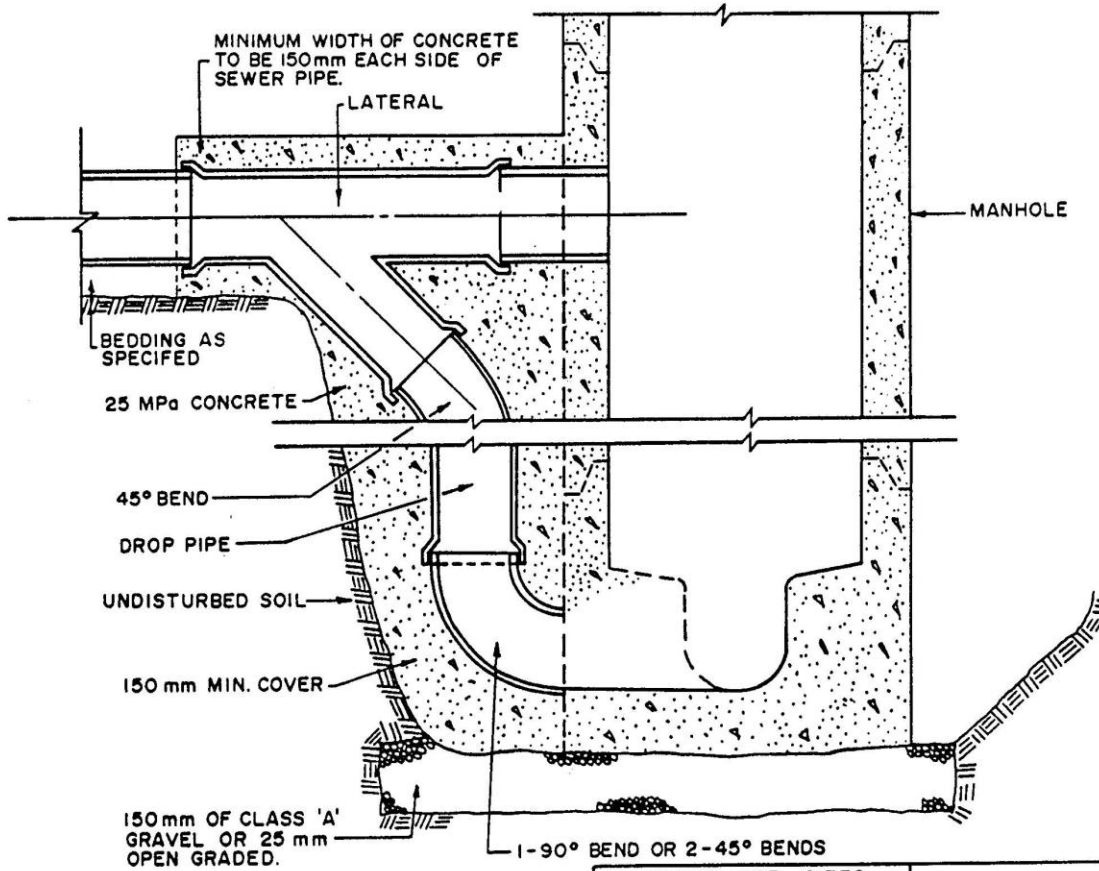 MINIMUM WIDTH OF CONCRETE
TO BE 150mm EACH SIDE OF
SEWER PIPE.
LATERAL
MANHOLE
BEDDING AS
SPECIFED
25 MPa CONCRETE
45° BEND
DROP PIPE
UNDISTURBED SOIL
150 mm MIN. COVER
150 mm OF CLASS 'A'
GRAVEL OR 25 mm
OPEN GRADED.
1-90° BEND OR 2-45° BENDS